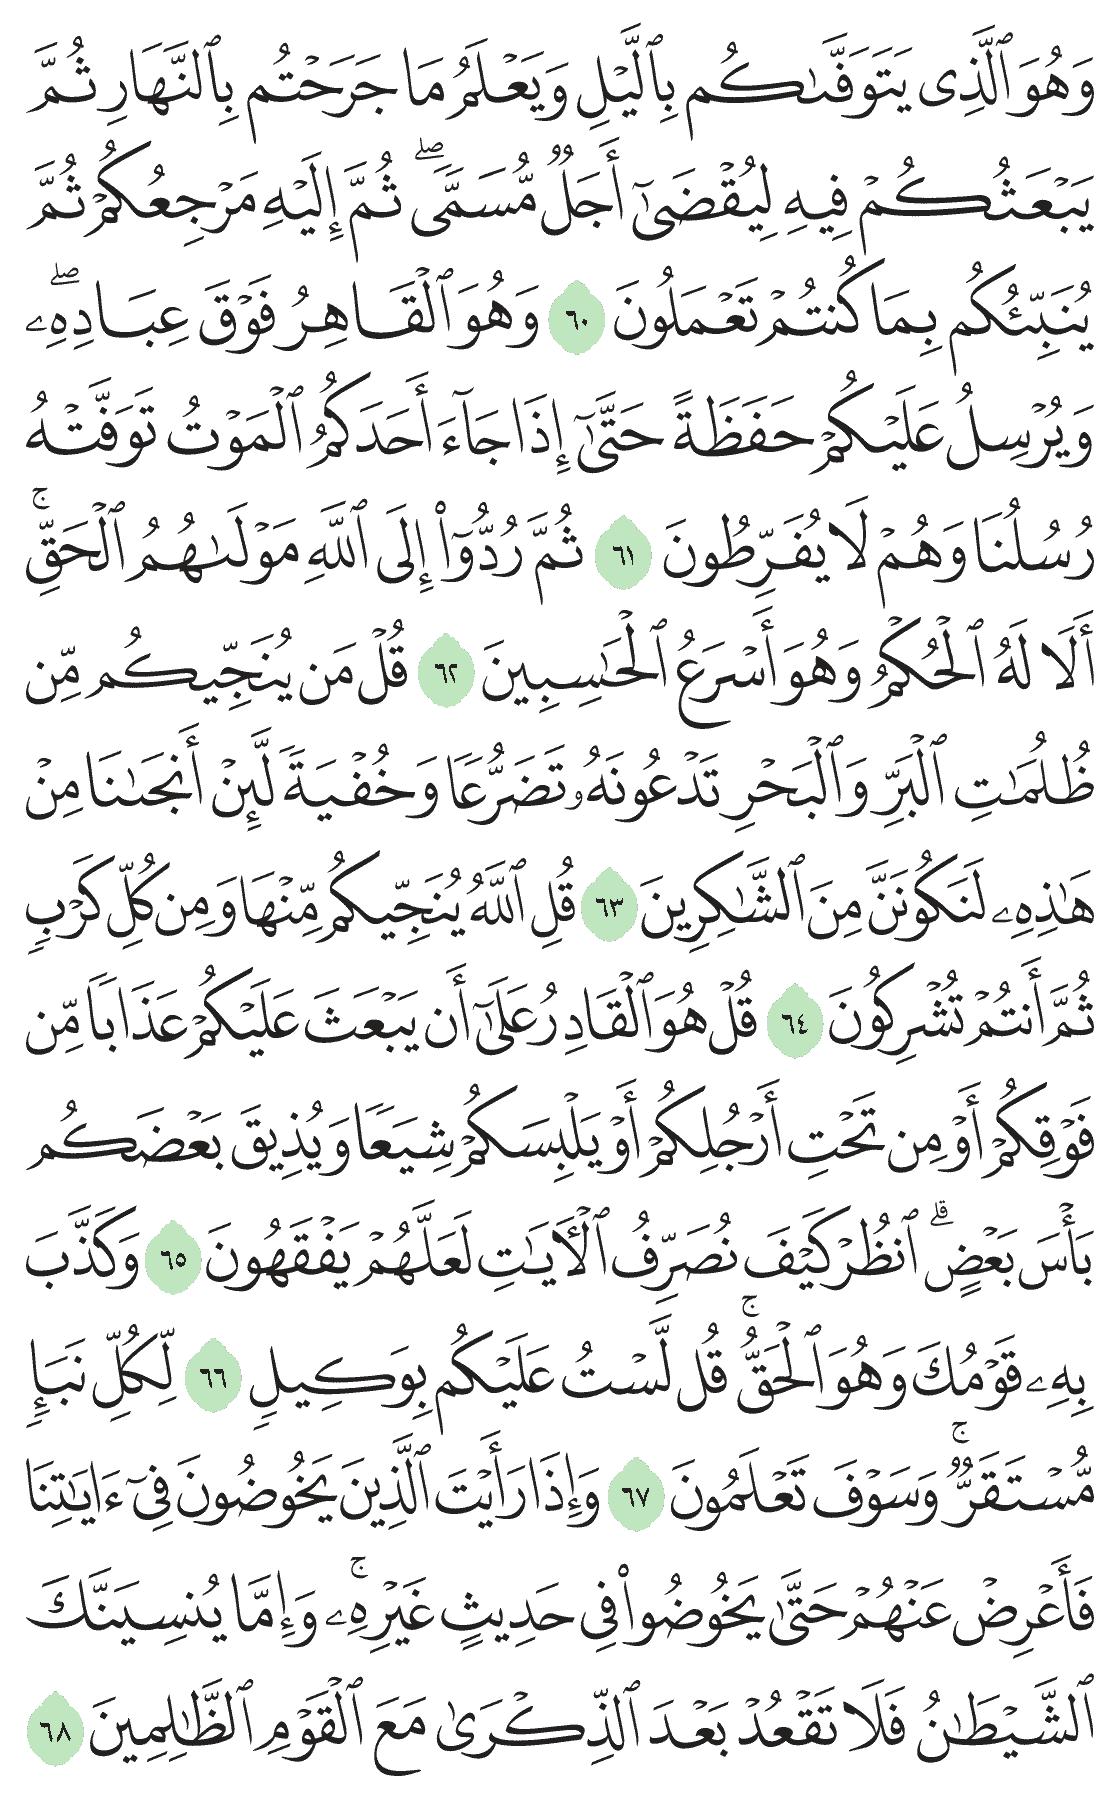 وَهُوَ ٱلَّذِى يَتَوَفَّىٰكُم بِٱلَّيْلِ وَيَعْلَمُ مَا جَرَحْتُم بِٱلنَّهَارِ ثُمَّ
يَبْعَثُكُمْ فِيهِ لِيُقْضَىٰٓ أَجَلٌ مُّسَمًّى ۖ ثُمَّ إِلَيْهِ مَرْجِعُكُمْ ثُمَّ
يُنَبِّئُكُم بِمَا كُنتُمْ تَعْمَلُونَ ٦٠ وَهُوَ ٱلْقَاهِرُ فَوْقَ عِبَادِهِۦ
وَيُرْسِلُ عَلَيْكُمْ حَفَظَةً حَتَّىٰٓ إِذَا جَآءَ أَحَدَكُمُ ٱلْمَوْتُ تَوَفَّتْهُ
رُسُلُنَا وَهُمْ لَا يُفَرِّطُونَ ٦١ ثُمَّ رُدُّوٓا۟ إِلَى ٱللَّهِ مَوْلَىٰهُمُ ٱلْحَقِّ ۚ
أَلَا لَهُ ٱلْحُكْمُ وَهُوَ أَسْرَعُ ٱلْحَٰسِبِينَ ٦٢ قُلْ مَن يُنَجِّيكُم مِّن
ظُلُمَٰتِ ٱلْبَرِّ وَٱلْبَحْرِ تَدْعُونَهُۥ تَضَرُّعًا وَخُفْيَةً لَّئِنْ أَنجَىٰنَا مِنْ
هَٰذِهِۦ لَنَكُونَنَّ مِنَ ٱلشَّٰكِرِينَ ٦٣ قُلِ ٱللَّهُ يُنَجِّيكُم مِّنْهَا وَمِن كُلِّ كَرْبٍ
ثُمَّ أَنتُمْ تُشْرِكُونَ ٦٤ قُلْ هُوَ ٱلْقَادِرُ عَلَىٰٓ أَن يَبْعَثَ عَلَيْكُمْ عَذَابًا مِّن
فَوْقِكُمْ أَوْ مِن تَحْتِ أَرْجُلِكُمْ أَوْ يَلْبِسَكُمْ شِيَعًا وَيُذِيقَ بَعْضَكُم
بَأْسَ بَعْضٍ ۗ ٱنظُرْ كَيْفَ نُصَرِّفُ ٱلْـَٔايَٰتِ لَعَلَّهُمْ يَفْقَهُونَ ٦٥ وَكَذَّبَ
بِهِۦ قَوْمُكَ وَهُوَ ٱلْحَقُّ ۚ قُل لَّسْتُ عَلَيْكُم بِوَكِيلٍ ٦٦ لِّكُلِّ نَبَإٍ
مُّسْتَقَرٌّ ۚ وَسَوْفَ تَعْلَمُونَ ٦٧ وَإِذَا رَأَيْتَ ٱلَّذِينَ يَخُوضُونَ فِىٓ ءَايَٰتِنَا
فَأَعْرِضْ عَنْهُمْ حَتَّىٰ يَخُوضُوا۟ فِى حَدِيثٍ غَيْرِهِۦ ۚ وَإِمَّا يُنسِيَنَّكَ
ٱلشَّيْطَٰنُ فَلَا تَقْعُدْ بَعْدَ ٱلذِّكْرَىٰ مَعَ ٱلْقَوْمِ ٱلظَّٰلِمِينَ ٦٨